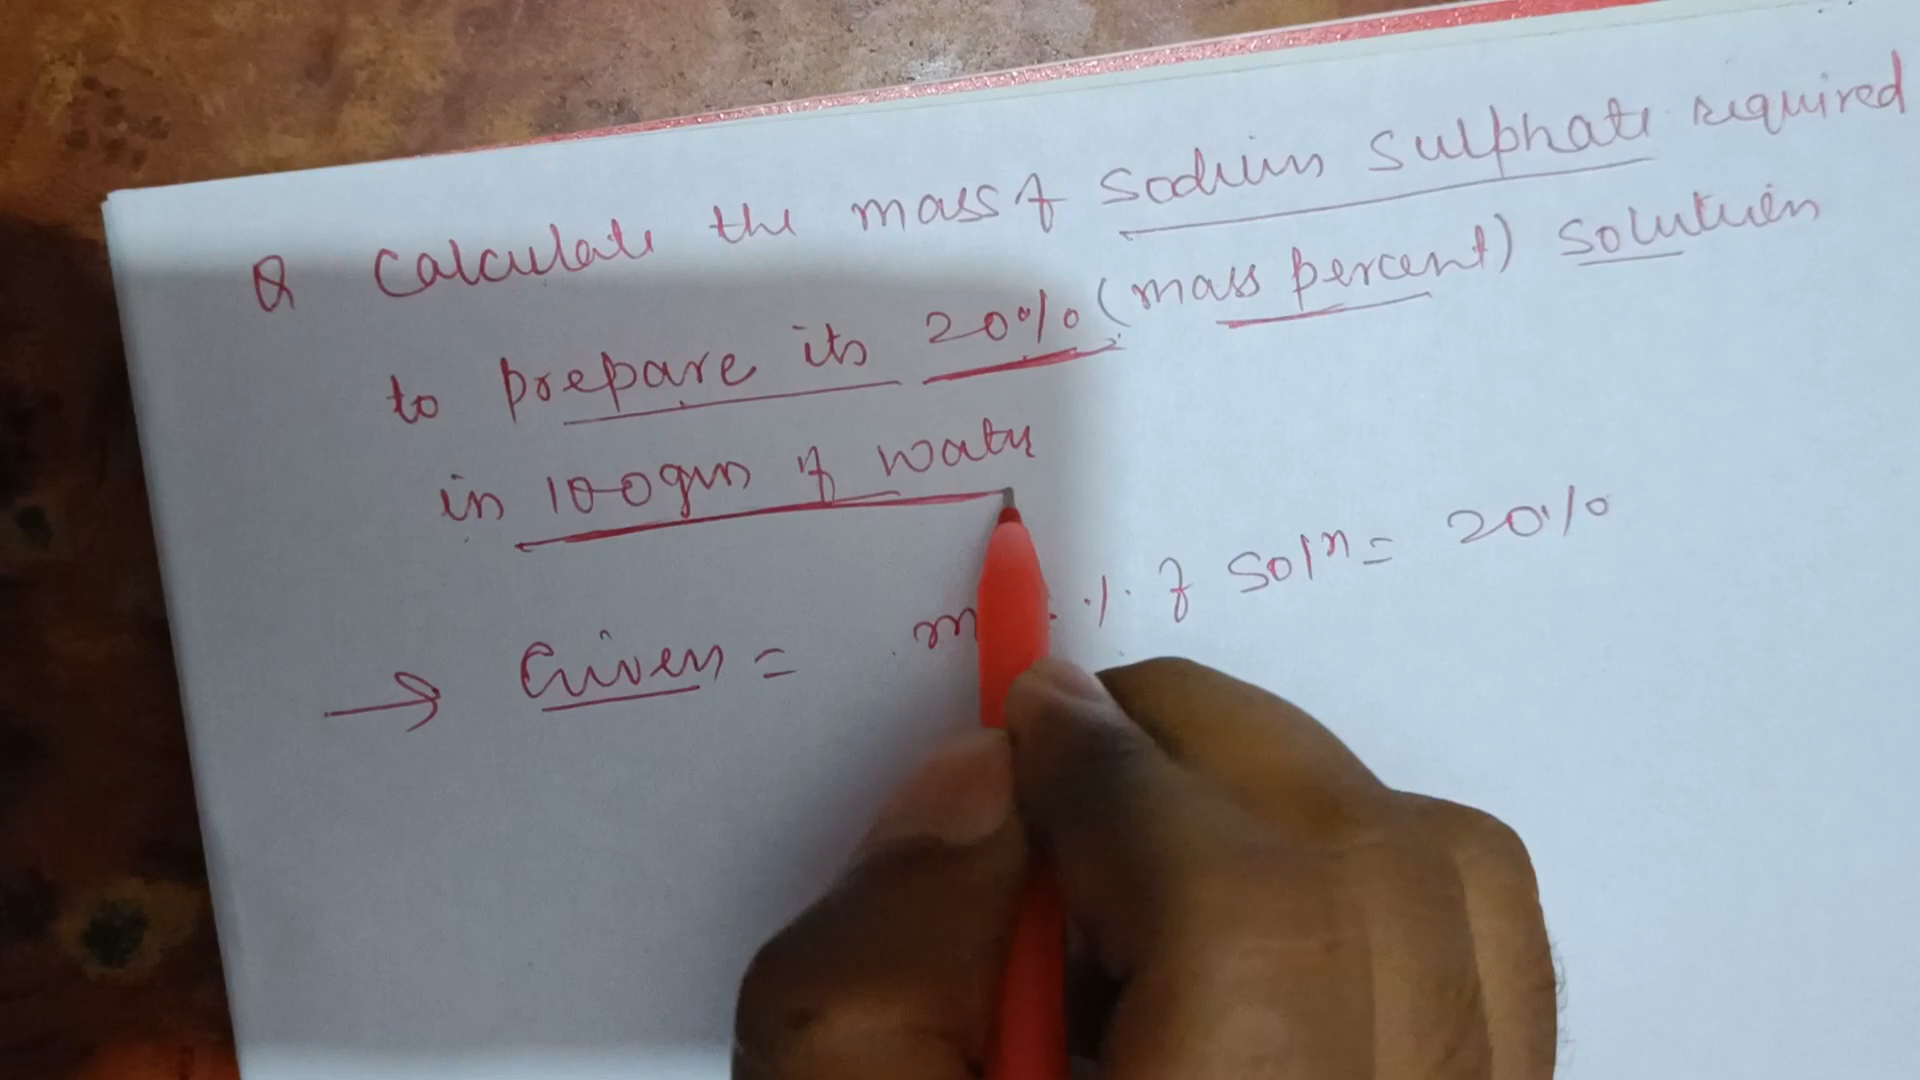 Q Calculate the mass of Sodium Sulphate required
to prepare its 20% (mass percent) solution
in 100gm of water
→ Given = % of solⁿ = 20%